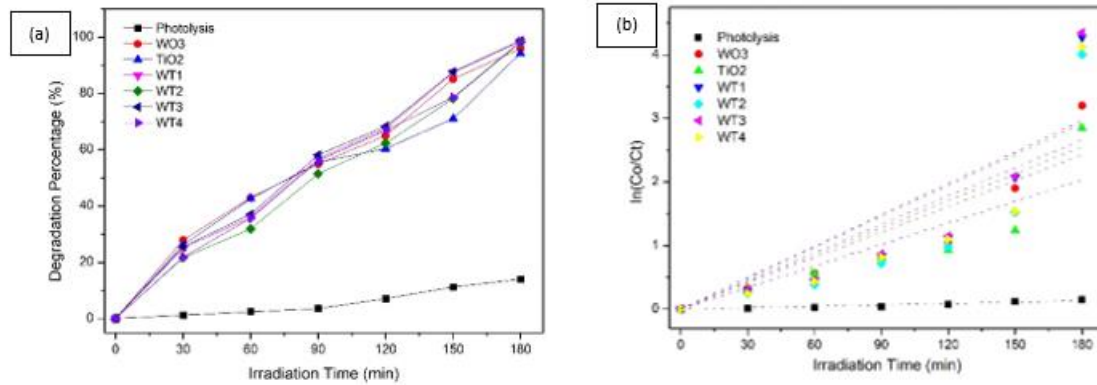 (a)
Photolysis
WO3
TiO2
WT1
WT2
WT3
WT4
100
80
60
40
20
0
Degradation Percentage (%)
0 30 60 90 120 150 180
Irradiation Time (min)
(b)
Photolysis
WO3
TiO2
WT1
WT2
WT3
WT4
4
3
2
1
0
ln(Co/Ct)
0 30 60 90 120 150 180
Irradiation Time (min)